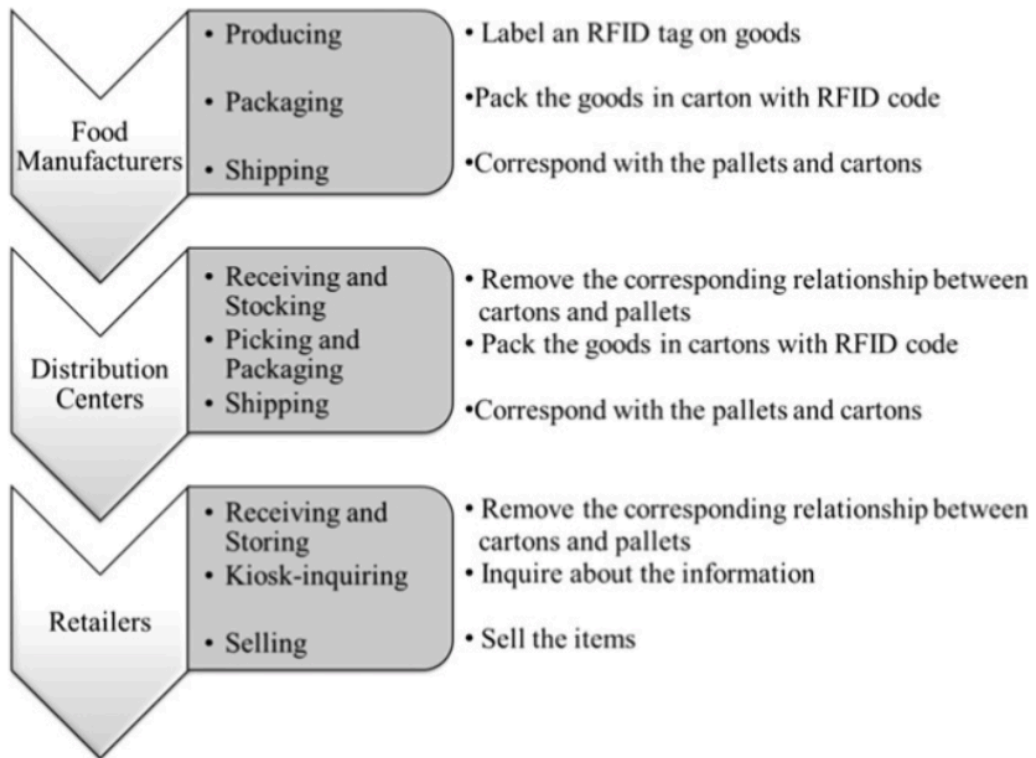 Food
Manufacturers
• Producing
• Packaging
• Shipping
• Label an RFID tag on goods
•Pack the goods in carton with RFID code
•Correspond with the pallets and cartons
Distribution
Centers
• Receiving and
Stocking
• Picking and
Packaging
• Shipping
• Remove the corresponding relationship between
cartons and pallets
• Pack the goods in cartons with RFID code
•Correspond with the pallets and cartons
Retailers
• Receiving and
Storing
• Kiosk-inquiring
• Selling
• Remove the corresponding relationship between
cartons and pallets
• Inquire about the information
• Sell the items